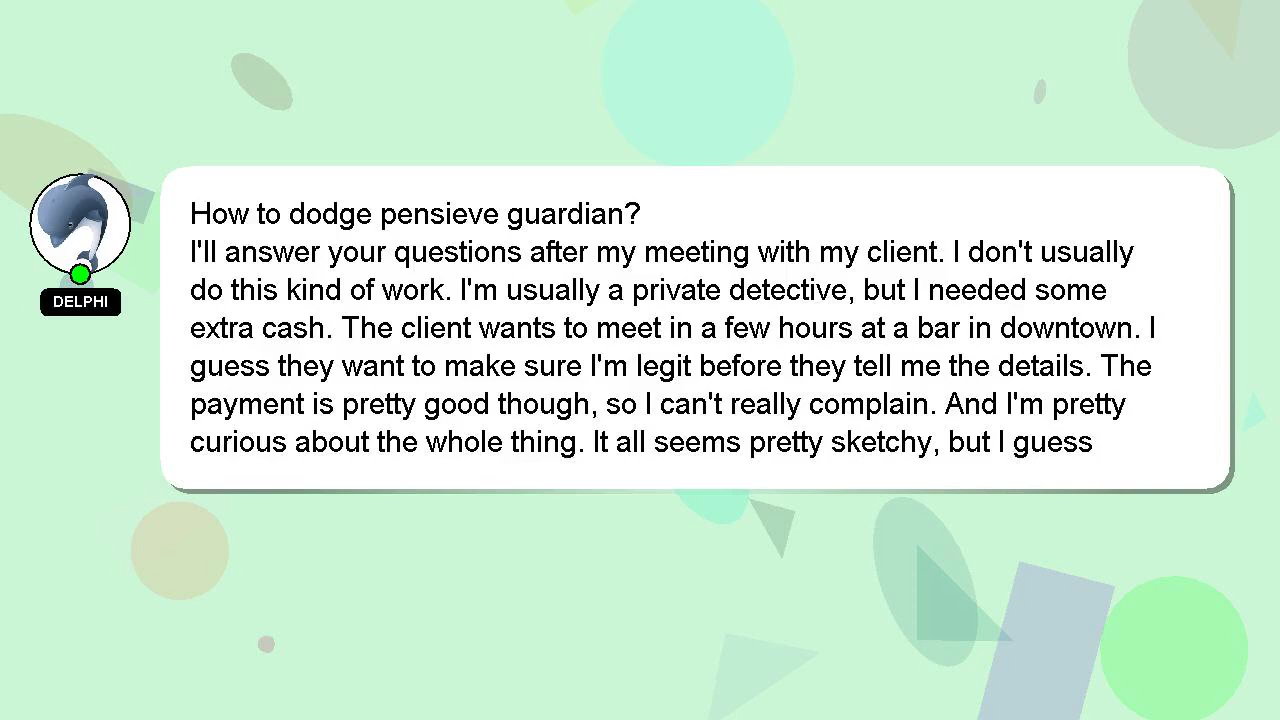 How to dodge pensieve guardian?
I'll answer your questions after my meeting with my client. I don't usually
do this kind of work. I'm usually a private detective, but I needed some
extra cash. The client wants to meet in a few hours at a bar in downtown. I
guess they want to make sure I'm legit before they tell me the details. The
payment is pretty good though, so I can't really complain. And I'm pretty
curious about the whole thing. It all seems pretty sketchy, but I guess
DELPHI